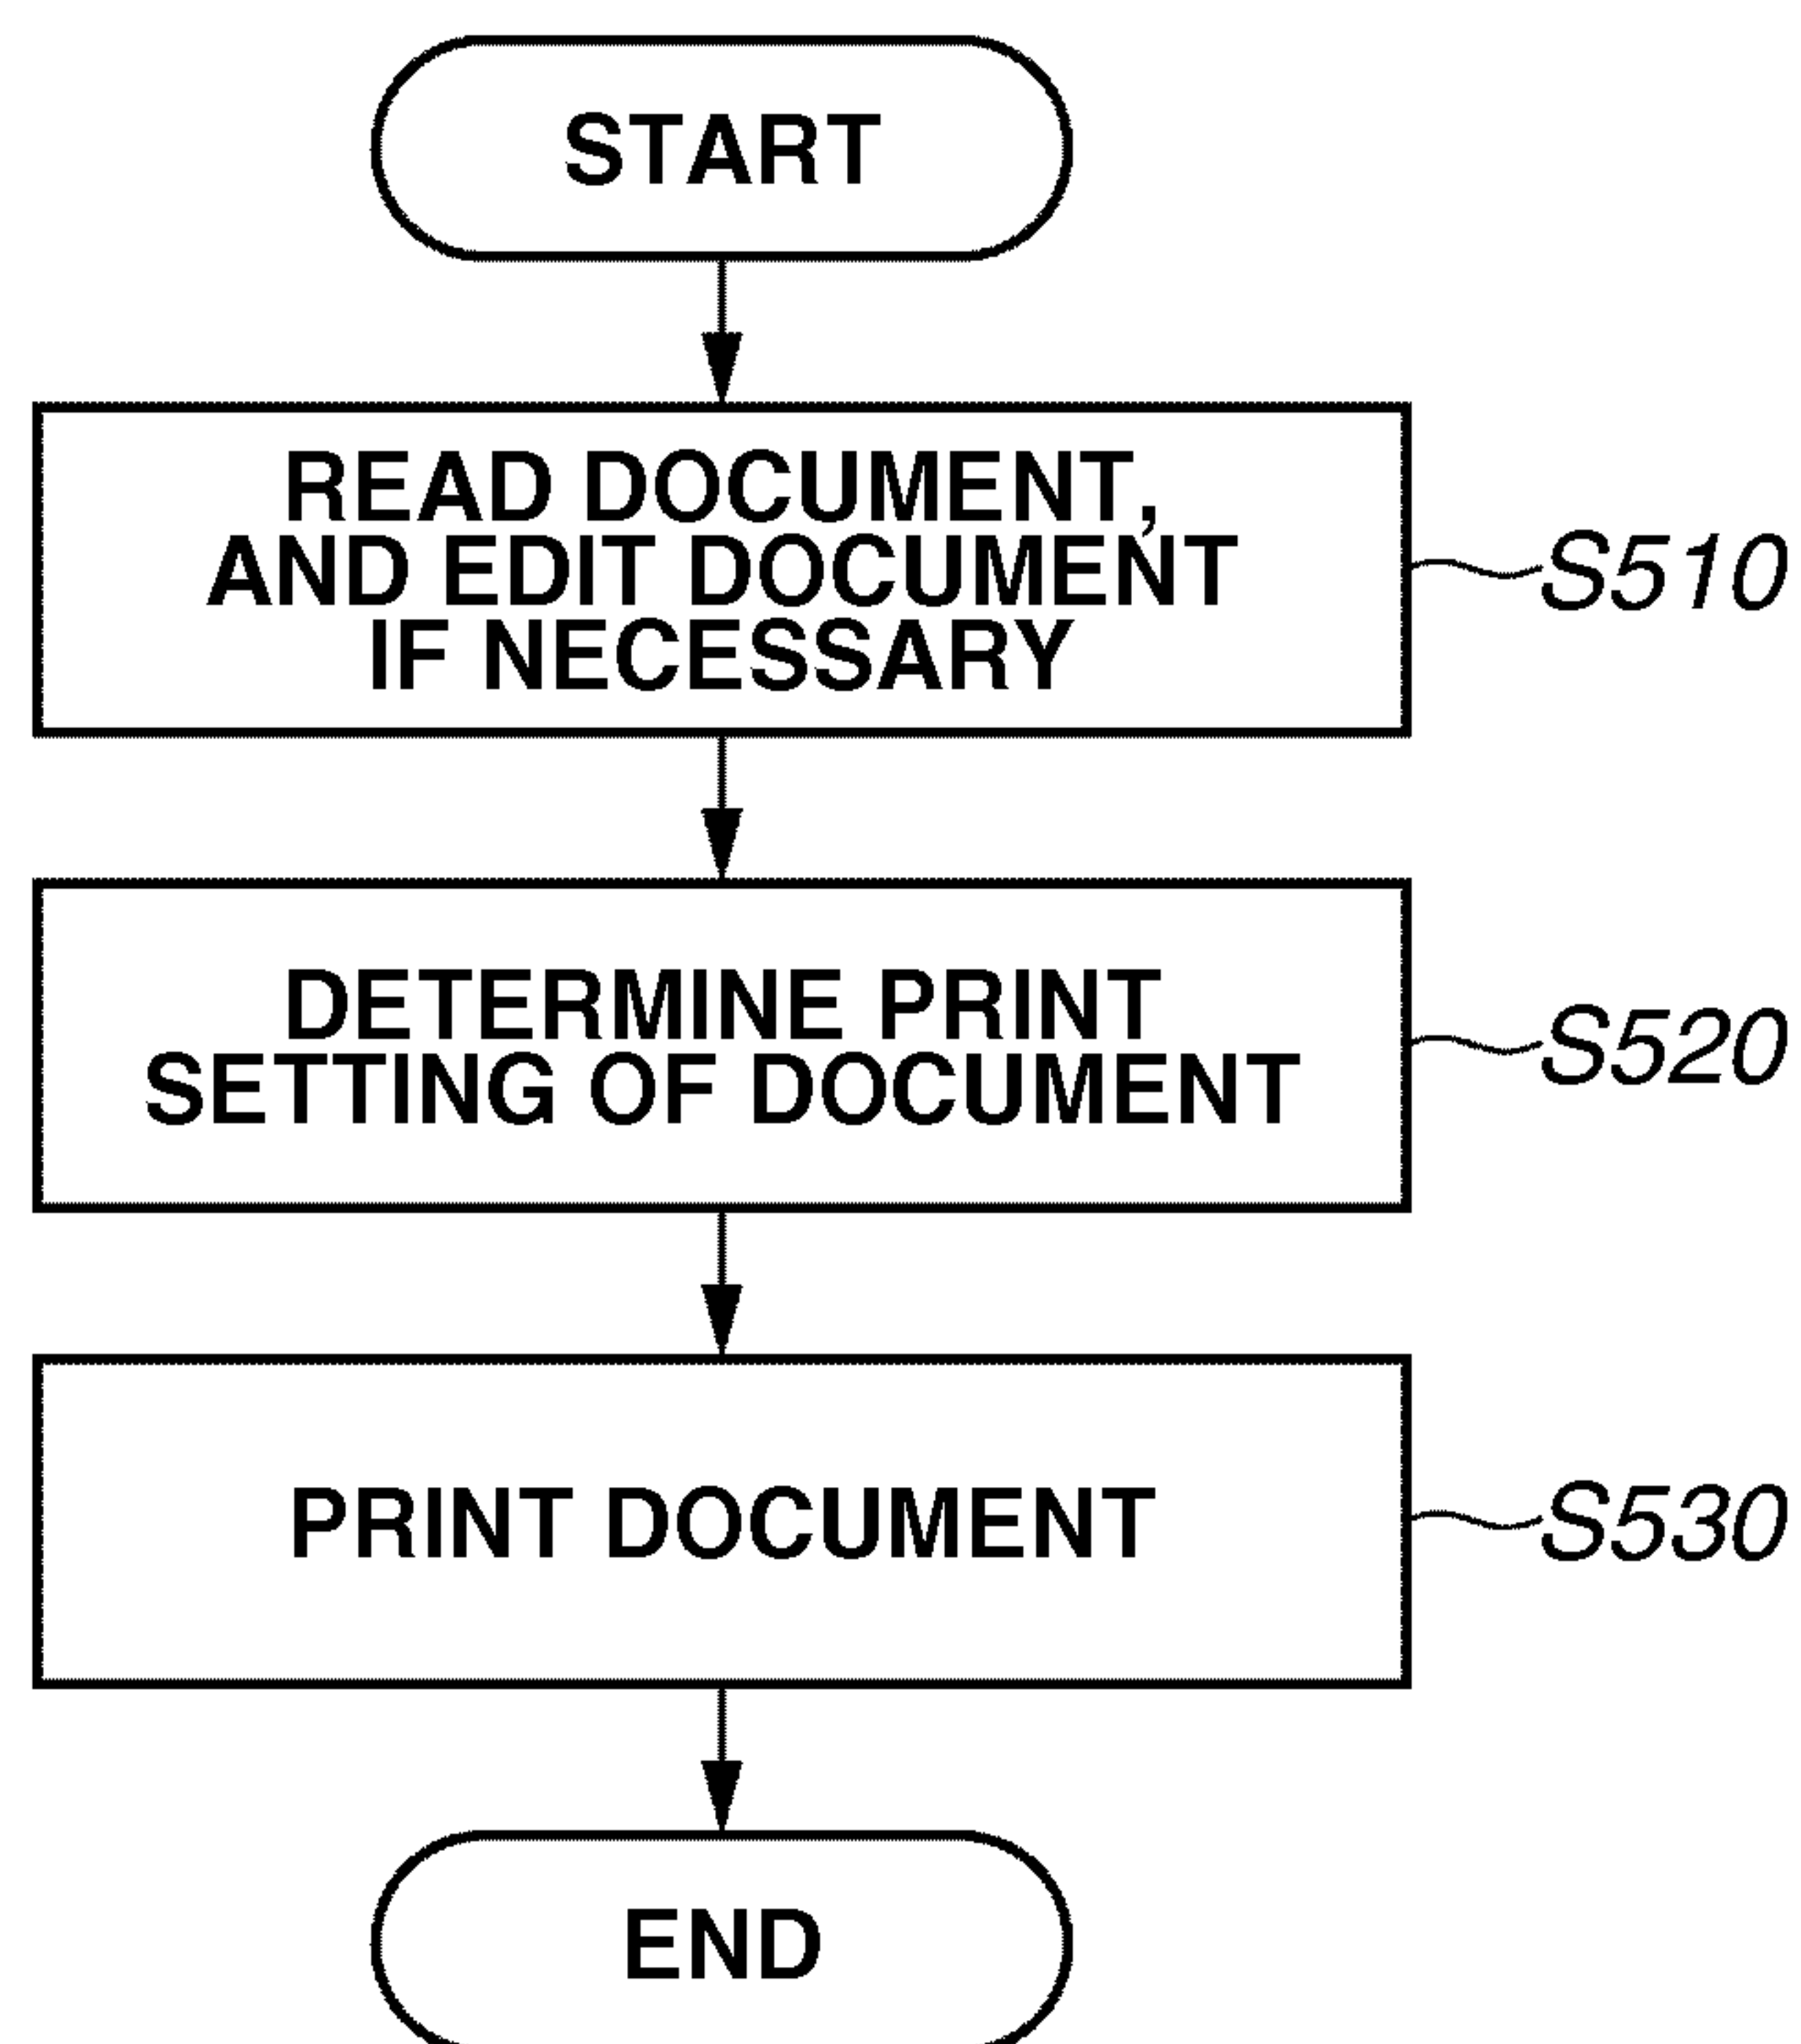 START
READ DOCUMENT,
AND EDIT DOCUMENT
IF NECESSARY
S510
DETERMINE PRINT
SETTING OF DOCUMENT
S520
PRINT DOCUMENT
S530
END